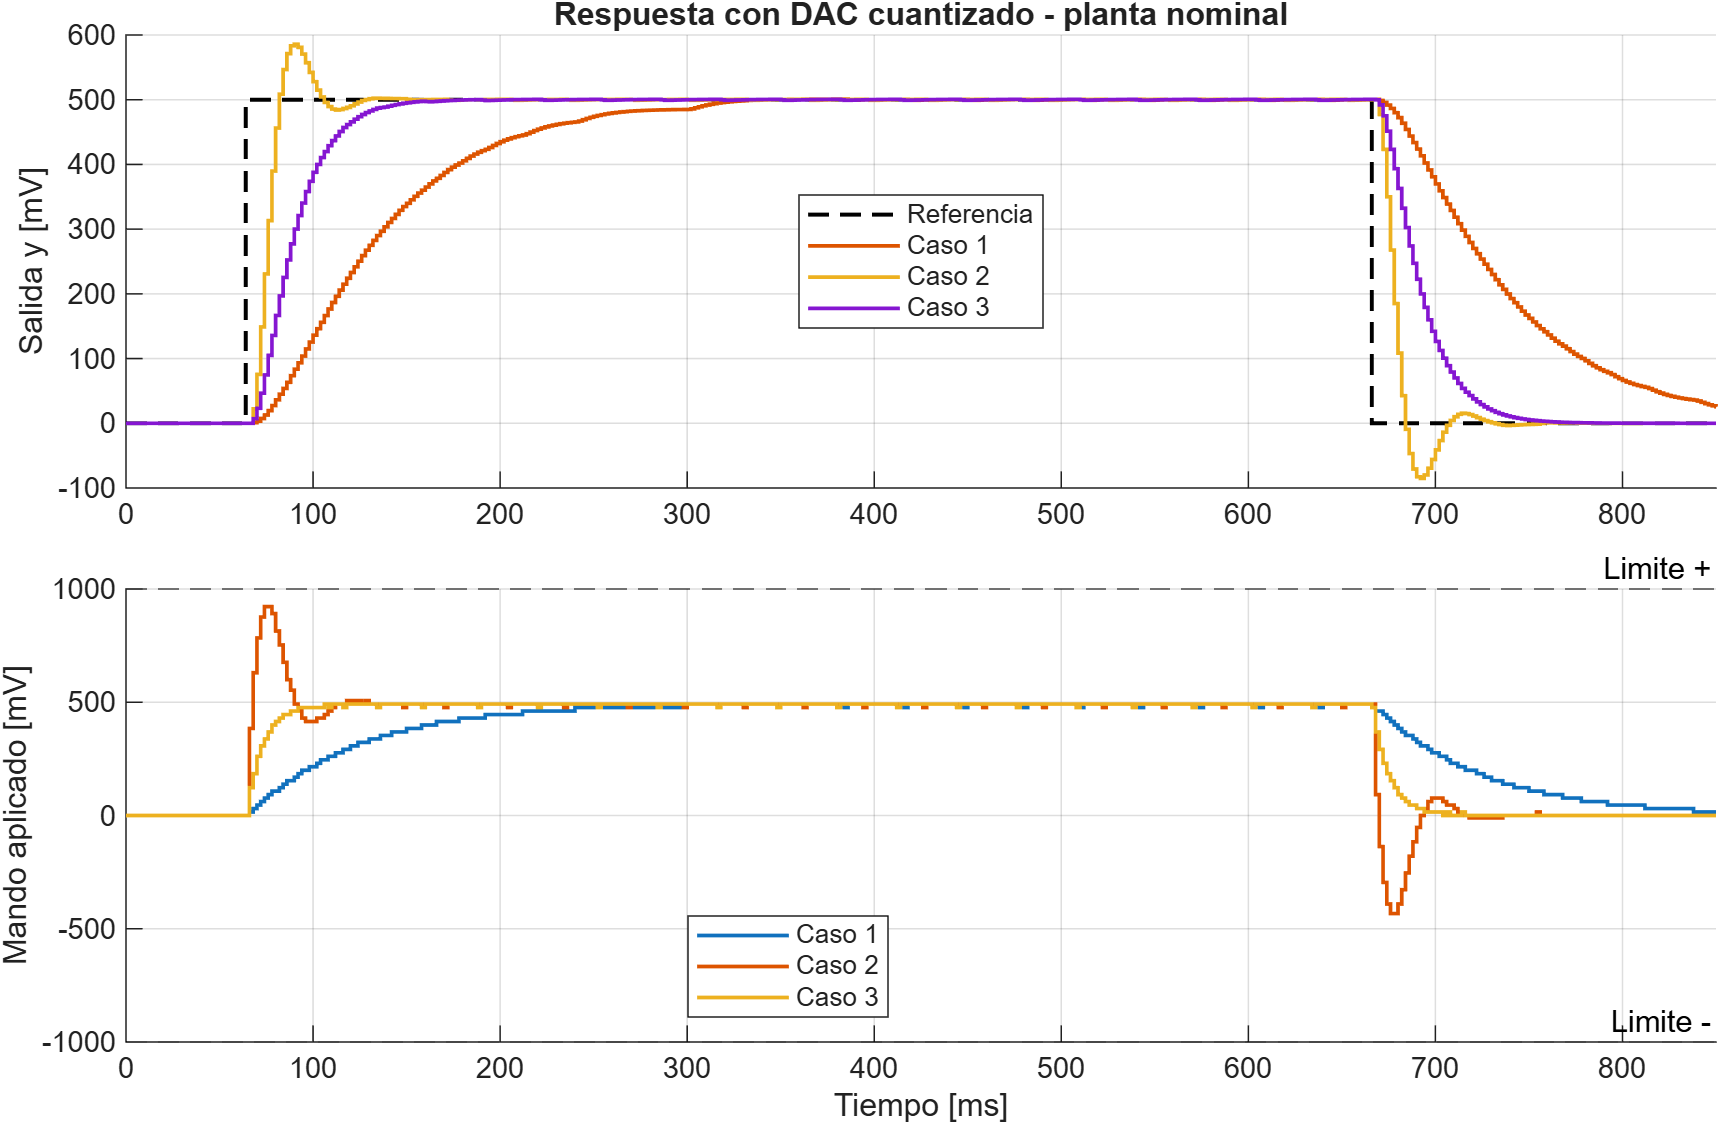 Respuesta con DAC cuantizado - planta nominal
Salida y [mV]
600
500
400
300
200
100
0
-100
0 100 200 300 400 500 600 700 800
Referencia
Caso 1
Caso 2
Caso 3
Limite +
Mando aplicado [mV]
1000
500
0
-500
-1000
Caso 1
Caso 2
Caso 3
Limite -
0 100 200 300 400 500 600 700 800
Tiempo [ms]